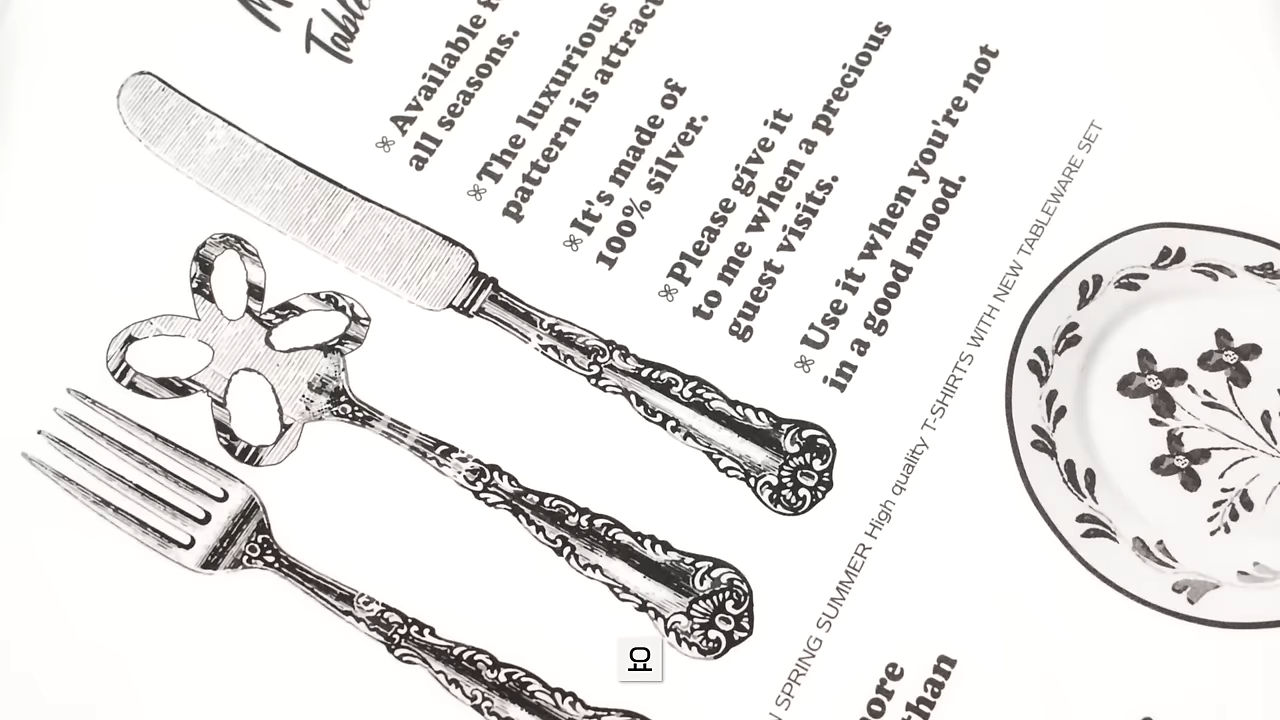 Table
Available f
all seasons.
The luxurious
pattern is attract
It's made of
100% silver.
Please give it
to me when a precious
guest visits.
Use it when you're not
in a good mood.
N SPRING SUMMER High quality T-SHIRTS WITH NEW TABLEWARE SET
ore
than
요